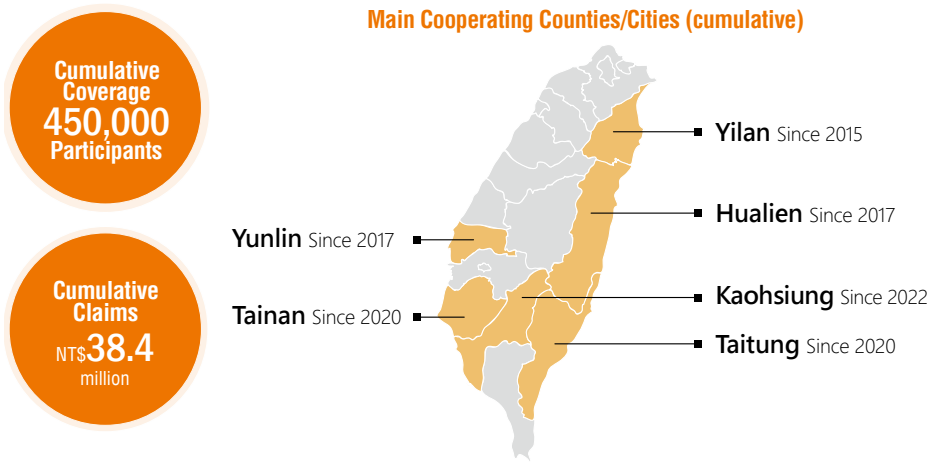 Main Cooperating Counties/Cities (cumulative)
Cumulative
Coverage
450,000
Participants
Cumulative
Claims
NT$38.4
million
Yilan Since 2015
Hualien Since 2017
Yunlin Since 2017
Kaohsiung Since 2022
Tainan Since 2020
Taitung Since 2020